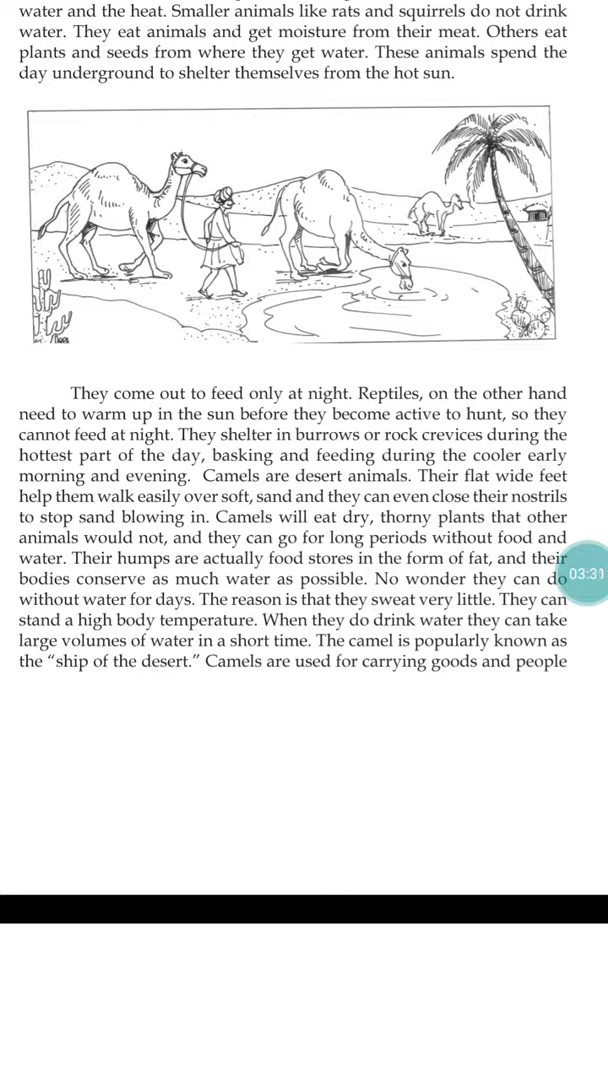 water and the heat. Smaller animals like rats and squirrels do not drink
water. They eat animals and get moisture from their meat. Others eat
plants and seeds from where they get water. These animals spend the
day underground to shelter themselves from the hot sun.
They come out to feed only at night. Reptiles, on the other hand
need to warm up in the sun before they become active to hunt, so they
cannot feed at night. They shelter in burrows or rock crevices during the
hottest part of the day, basking and feeding during the cooler early
morning and evening. Camels are desert animals. Their flat wide feet
help them walk easily over soft, sand and they can even close their nostrils
to stop sand blowing in. Camels will eat dry, thorny plants that other
animals would not, and they can go for long periods without food and
water. Their humps are actually food stores in the form of fat, and their
bodies conserve as much water as possible. No wonder they can do
03:31
without water for days. The reason is that they sweat very little. They can
stand a high body temperature. When they do drink water they can take
large volumes of water in a short time. The camel is popularly known as
the “ship of the desert.” Camels are used for carrying goods and people